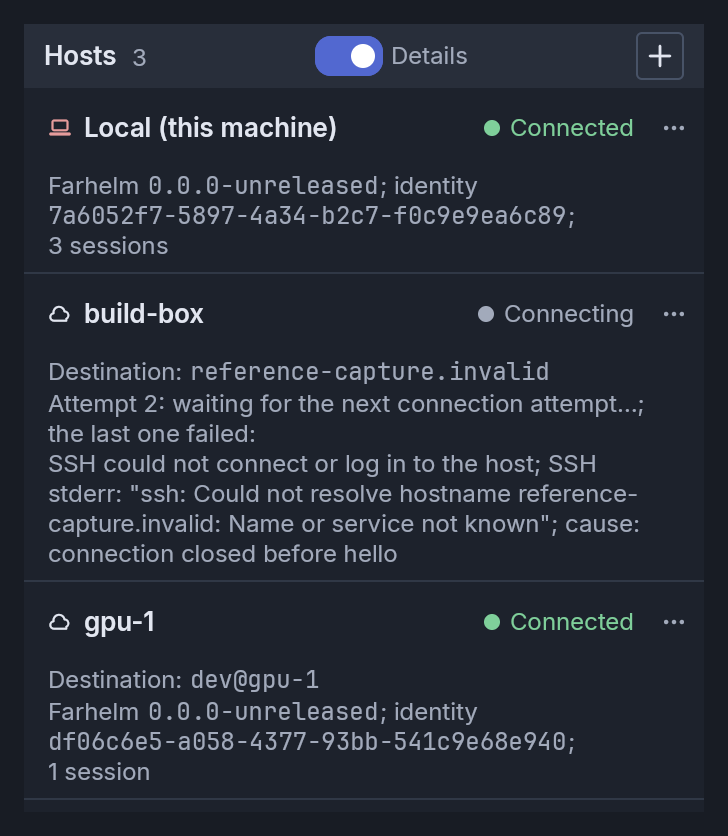 Hosts 3 Details
Local (this machine) Connected ···
Farhelm 0.0.0-unreleased; identity
7a6052f7-5897-4a34-b2c7-f0c9e9ea6c89;
3 sessions
build-box Connecting ···
Destination: reference-capture.invalid
Attempt 2: waiting for the next connection attempt...;
the last one failed:
SSH could not connect or log in to the host; SSH
stderr: "ssh: Could not resolve hostname reference-
capture.invalid: Name or service not known"; cause:
connection closed before hello
gpu-1 Connected ···
Destination: dev@gpu-1
Farhelm 0.0.0-unreleased; identity
df06c6e5-a058-4377-93bb-541c9e68e940;
1 session